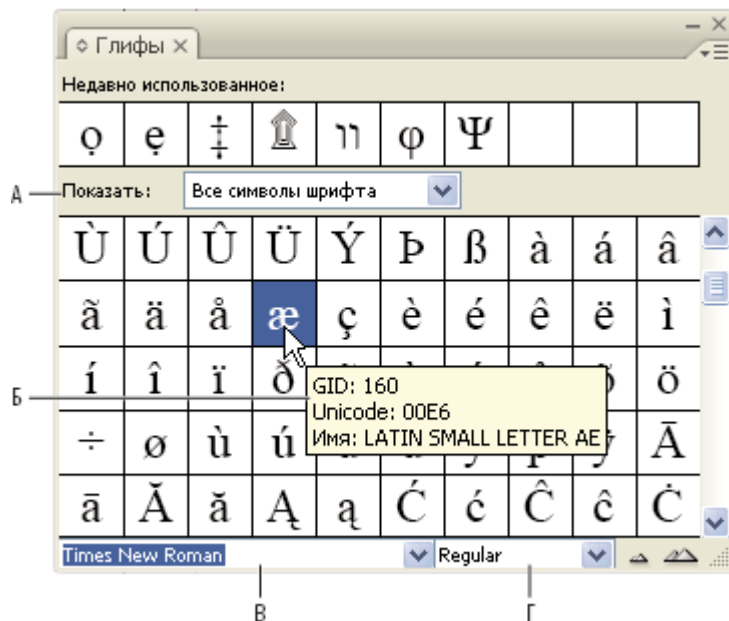 Глифы
Недавно использованное:
ọ ẹ ‡ װ φ Ψ
А
Показать: Все символы шрифта
Ù Ú Û Ü Ý Þ ß à á â
ã ä å æ ç è é ê ë ì
í î ï ð ö
Б
GID: 160
Unicode: 00E6
Имя: LATIN SMALL LETTER AE
÷ ø ù ú Ā
ā Ă ă Ą ą Ć ć Ĉ ĉ Ċ
Times New Roman Regular
В Г